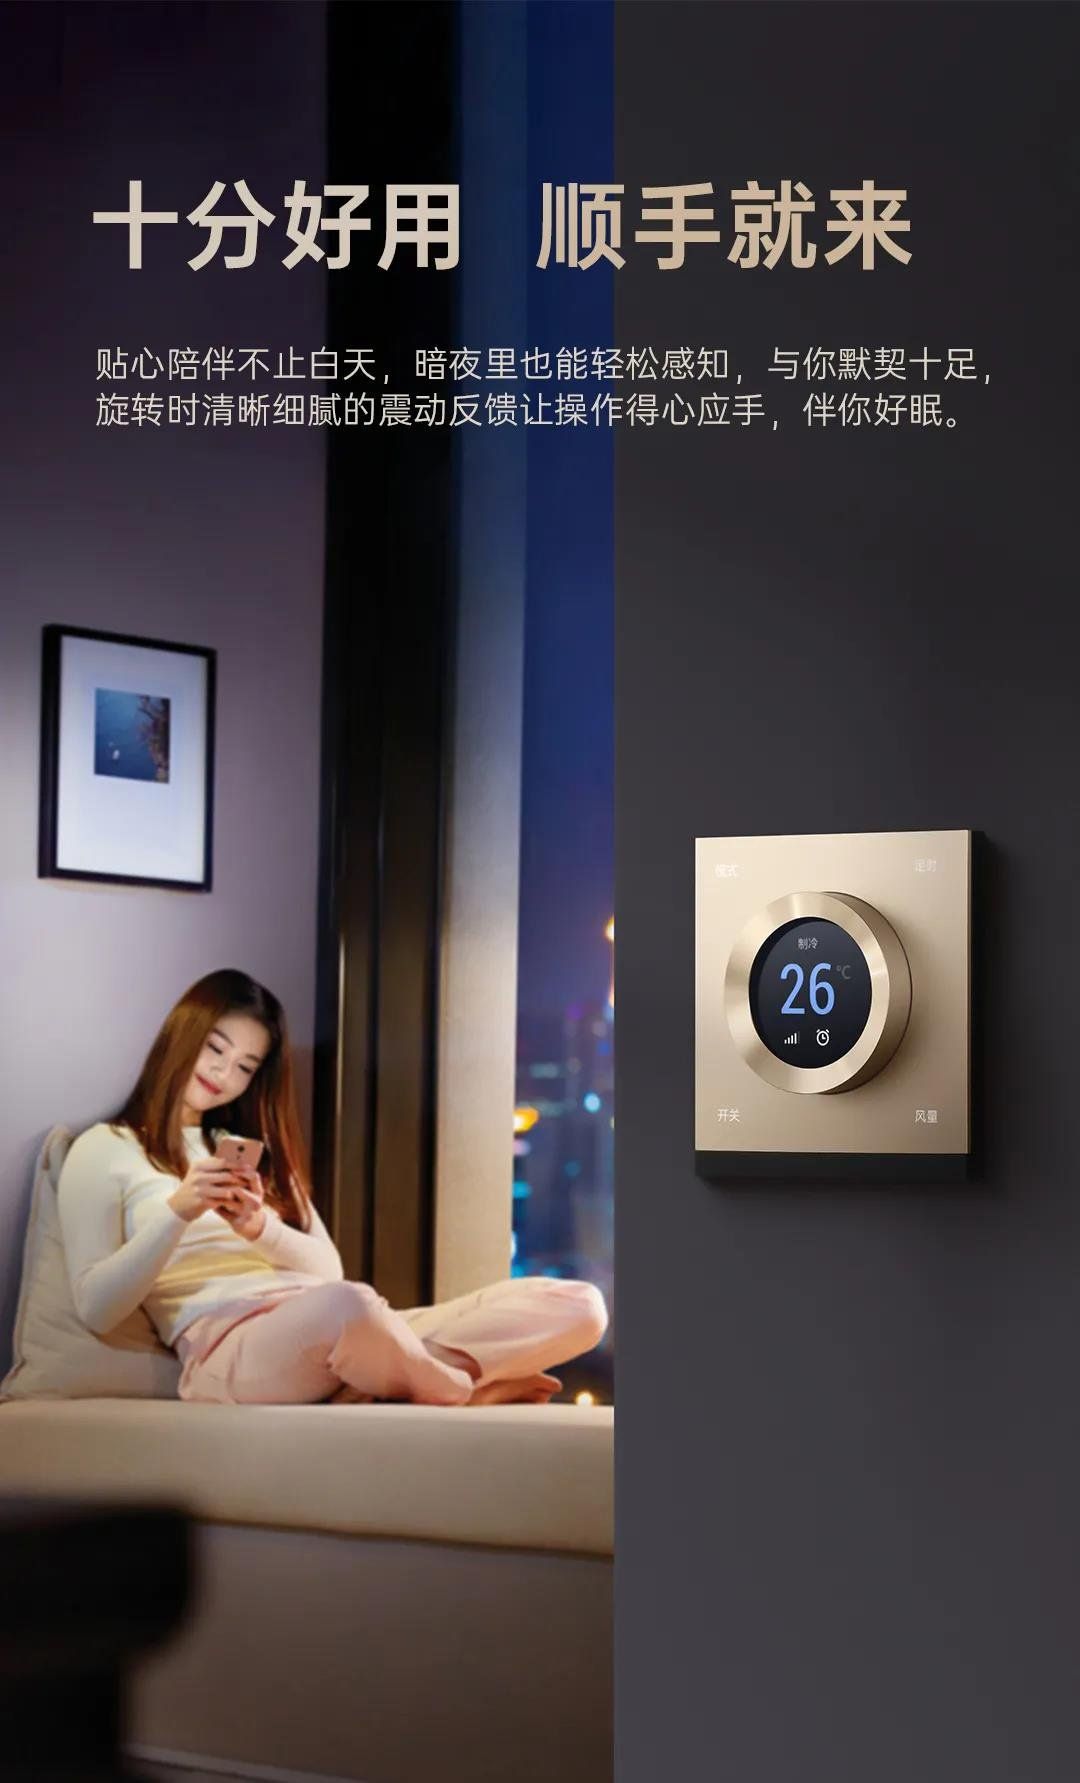 十分好用 顺手就来
贴心陪伴不止白天，暗夜里也能轻松感知，与你默契十足，
旋转时清晰细腻的震动反馈让操作得心应手，伴你好眠。
模式
定时
制冷
26°C
开关
风量